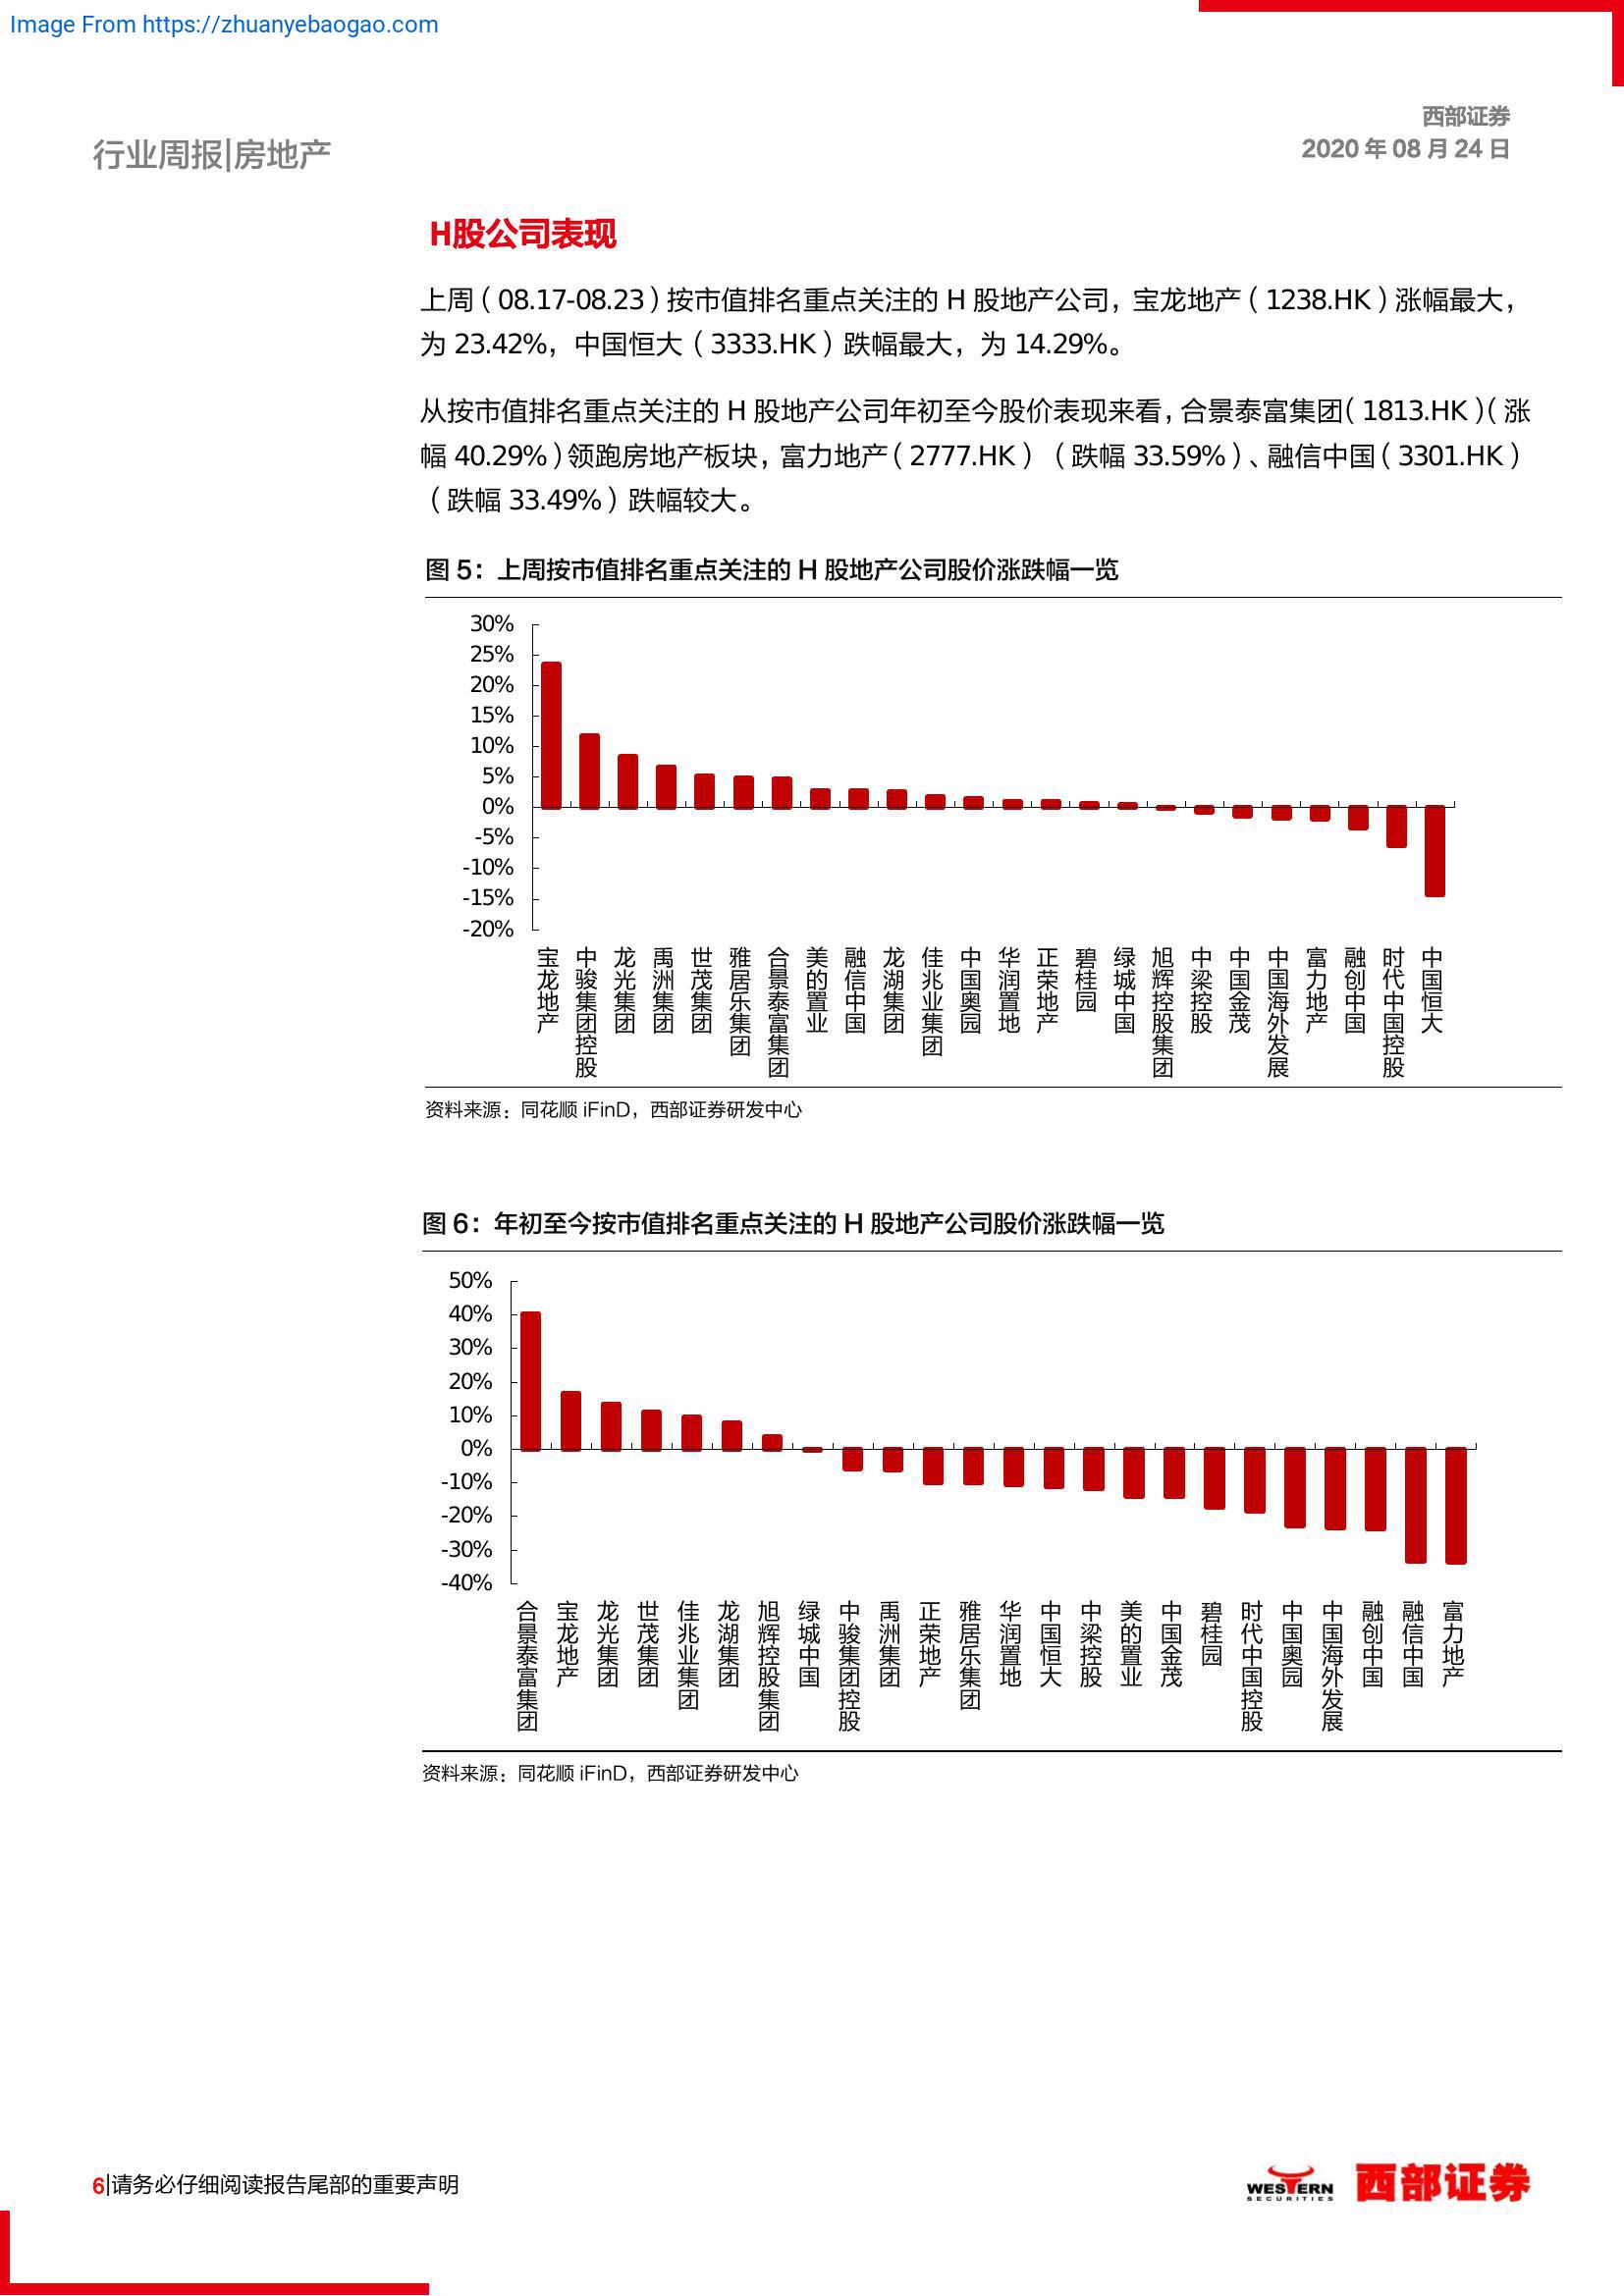 Image From https://zhuanyebaogao.com
西部证券
行业周报|房地产
2020 年 08 月 24 日
H股公司表现
上周（08.17-08.23）按市值排名重点关注的 H 股地产公司，宝龙地产（1238.HK）涨幅最大，
为 23.42%，中国恒大（3333.HK）跌幅最大，为 14.29%。
从按市值排名重点关注的 H 股地产公司年初至今股价表现来看，合景泰富集团（1813.HK）（涨
幅 40.29%）领跑房地产板块，富力地产（2777.HK）（跌幅 33.59%）、融信中国（3301.HK）
（跌幅 33.49%）跌幅较大。
图 5：上周按市值排名重点关注的 H 股地产公司股价涨跌幅一览
30%
25%
20%
15%
10%
5%
0%
-5%
-10%
-15%
-20%
宝龙地产
中骏集团控股
龙光集团
禹洲集团
世茂集团
雅居乐集团
合景泰富集团
美的置业
融信中国
龙湖集团
佳兆业集团
中国奥园
华润置地
正荣地产
碧桂园
绿城中国
旭辉控股集团
中梁控股
中国金茂
中国海外发展
富力地产
融创中国
时代中国控股
中国恒大
资料来源：同花顺 iFinD，西部证券研发中心
图 6：年初至今按市值排名重点关注的 H 股地产公司股价涨跌幅一览
50%
40%
30%
20%
10%
0%
-10%
-20%
-30%
-40%
合景泰富集团
宝龙地产
龙光集团
世茂集团
佳兆业集团
龙湖集团
旭辉控股集团
绿城中国
中骏集团控股
禹洲集团
正荣地产
雅居乐集团
华润置地
中国恒大
中梁控股
美的置业
中国金茂
碧桂园
时代中国控股
中国奥园
中国海外发展
融创中国
融信中国
富力地产
资料来源：同花顺 iFinD，西部证券研发中心
6|请务必仔细阅读报告尾部的重要声明
WESTERN
SECURITIES
西部证券